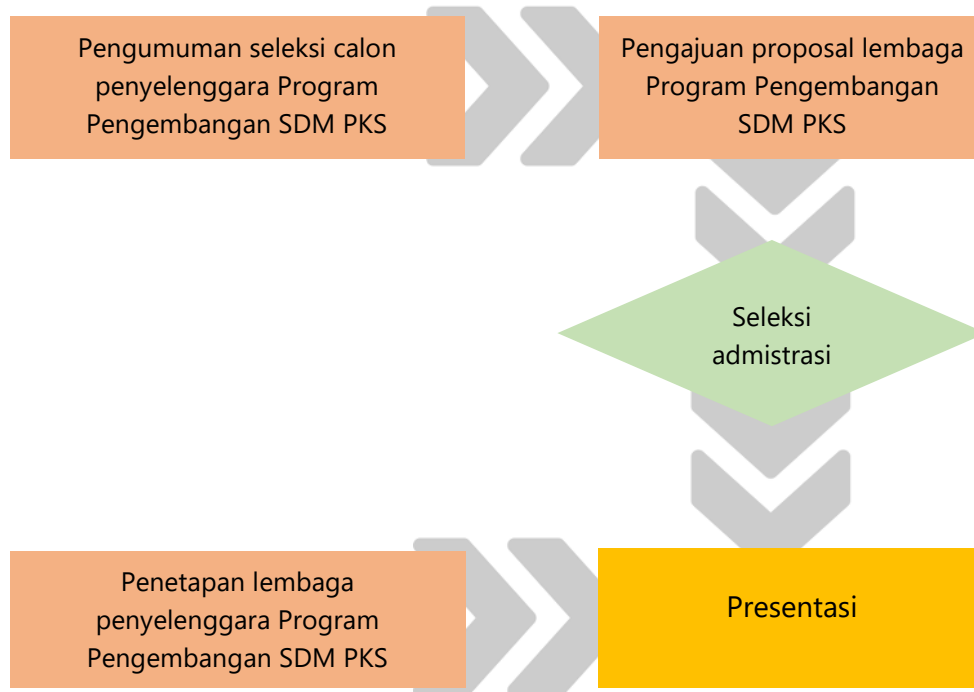 Pengumuman seleksi calon
penyelenggara Program
Pengembangan SDM PKS
Pengajuan proposal lembaga
Program Pengembangan
SDM PKS
Seleksi
admistrasi
Penetapan lembaga
penyelenggara Program
Pengembangan SDM PKS
Presentasi